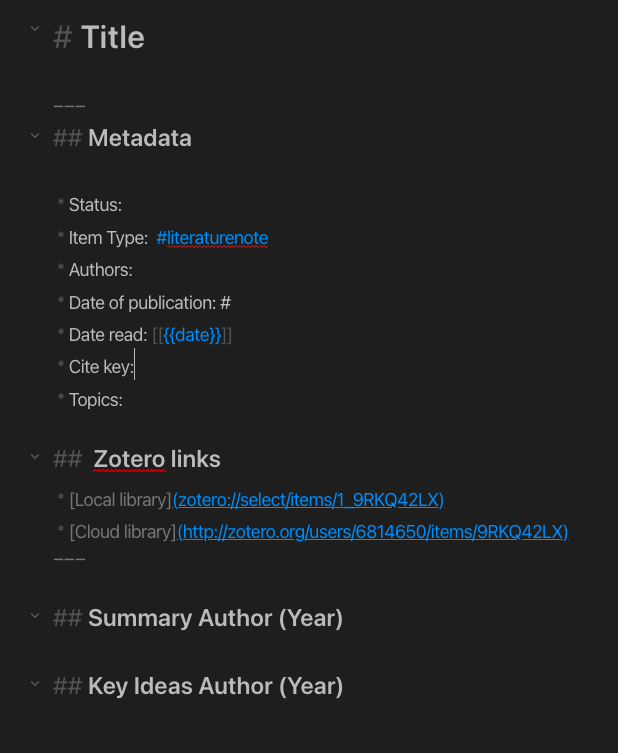 # Title
---
## Metadata
* Status:
* Item Type: #literaturenote
* Authors:
* Date of publication: #
* Date read: [[{{date}}]]
* Cite key:
* Topics:
## Zotero links
* [Local library](zotero://select/items/1_9RKQ42LX)
* [Cloud library](http://zotero.org/users/6814650/items/9RKQ42LX)
---
## Summary Author (Year)
## Key Ideas Author (Year)